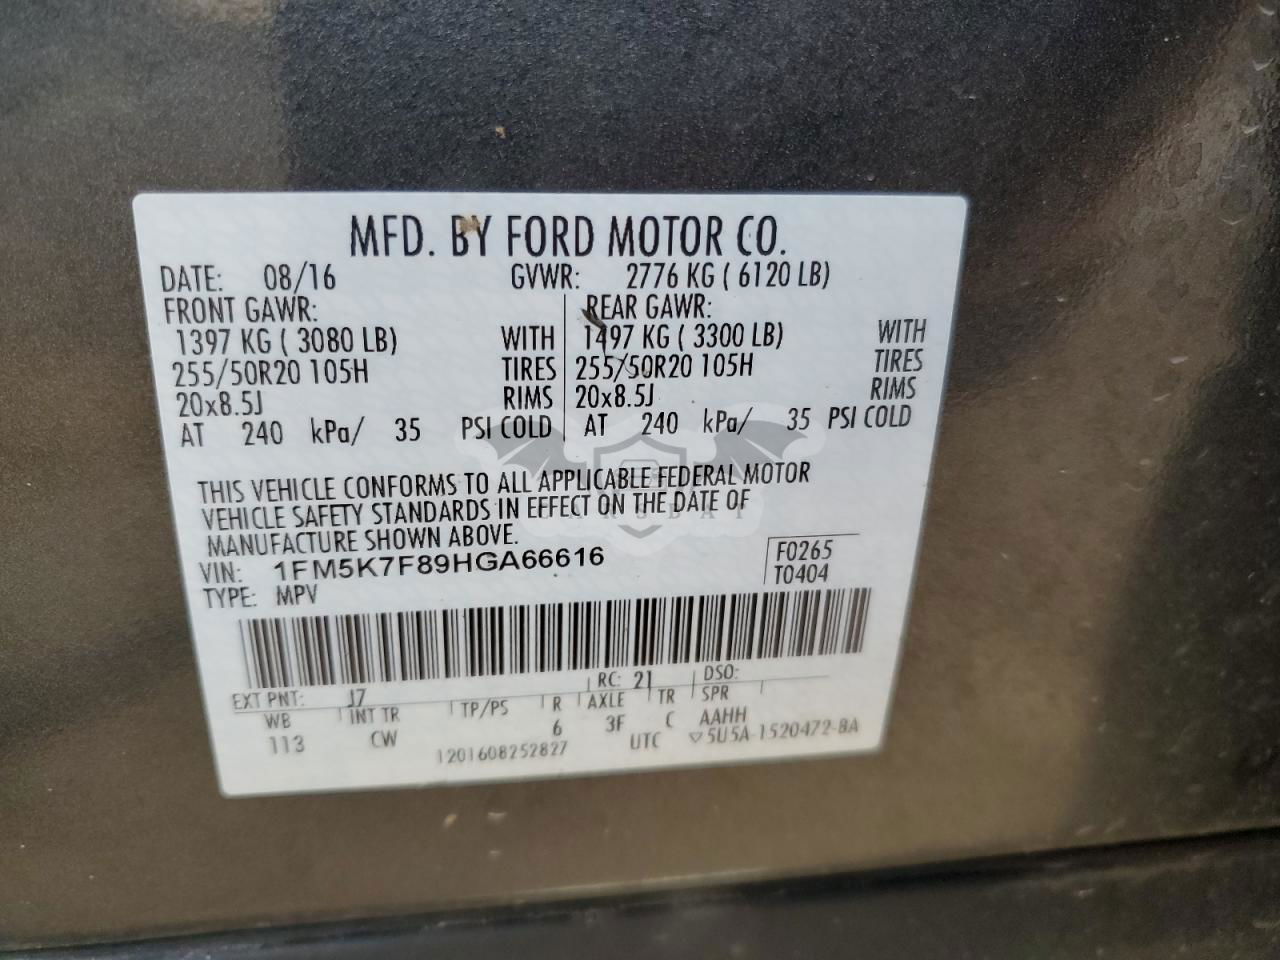 MFD. BY FORD MOTOR CO.
DATE: 08/16 GVWR: 2776 KG ( 6120 LB)
FRONT GAWR: REAR GAWR:
1397 KG ( 3080 LB) WITH 1497 KG ( 3300 LB) WITH
255/50R20 105H TIRES 255/50R20 105H TIRES
20x8.5J RIMS 20x8.5J RIMS
AT 240 kPa/ 35 PSI COLD AT 240 kPa/ 35 PSI COLD
THIS VEHICLE CONFORMS TO ALL APPLICABLE FEDERAL MOTOR
VEHICLE SAFETY STANDARDS IN EFFECT ON THE DATE OF
MANUFACTURE SHOWN ABOVE.
VIN: 1FM5K7F89HGA66616 F0265
TYPE: MPV T0404
EXT PNT: J7 RC: 21 DSO:
WB INT TR TP/PS R AXLE TR SPR
113 CW 6 3F C AAHH
1201608252827 UTC ▽5U5A-1520472-BA
CARSBAT